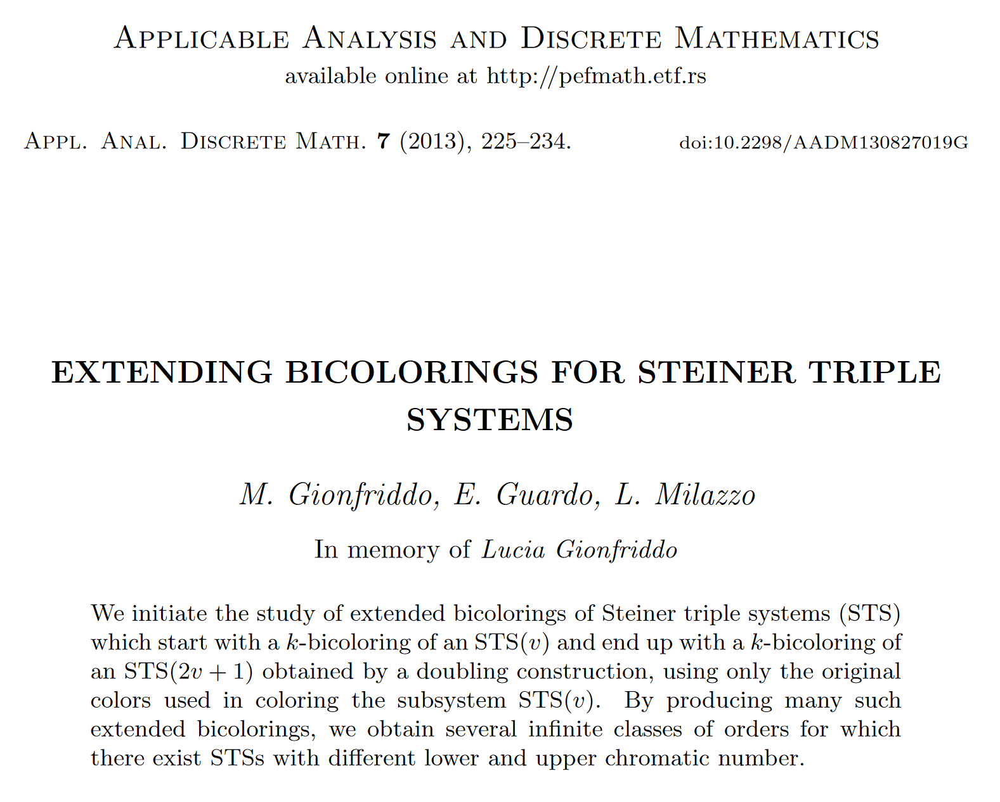 APPLICABLE ANALYSIS AND DISCRETE MATHEMATICS
available online at http://pefmath.etf.rs
APPL. ANAL. DISCRETE MATH. 7 (2013), 225–234.
doi:10.2298/AADM130827019G
EXTENDING BICOLORINGS FOR STEINER TRIPLE
SYSTEMS
M. Gionfriddo, E. Guardo, L. Milazzo
In memory of Lucia Gionfriddo
We initiate the study of extended bicolorings of Steiner triple systems (STS)
which start with a k-bicoloring of an STS(v) and end up with a k-bicoloring of
an STS(2v + 1) obtained by a doubling construction, using only the original
colors used in coloring the subsystem STS(v). By producing many such
extended bicolorings, we obtain several infinite classes of orders for which
there exist STSs with different lower and upper chromatic number.